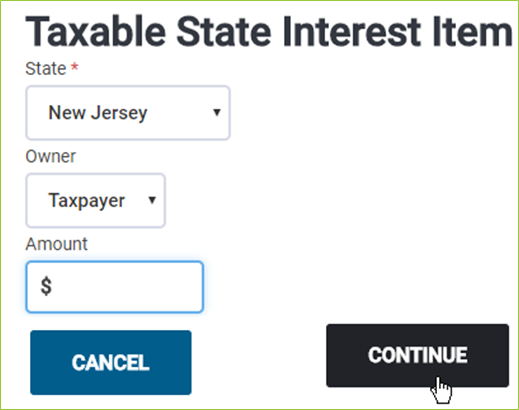 Taxable State Interest Item
State *
New Jersey
Owner
Taxpayer
Amount
$
CANCEL
CONTINUE